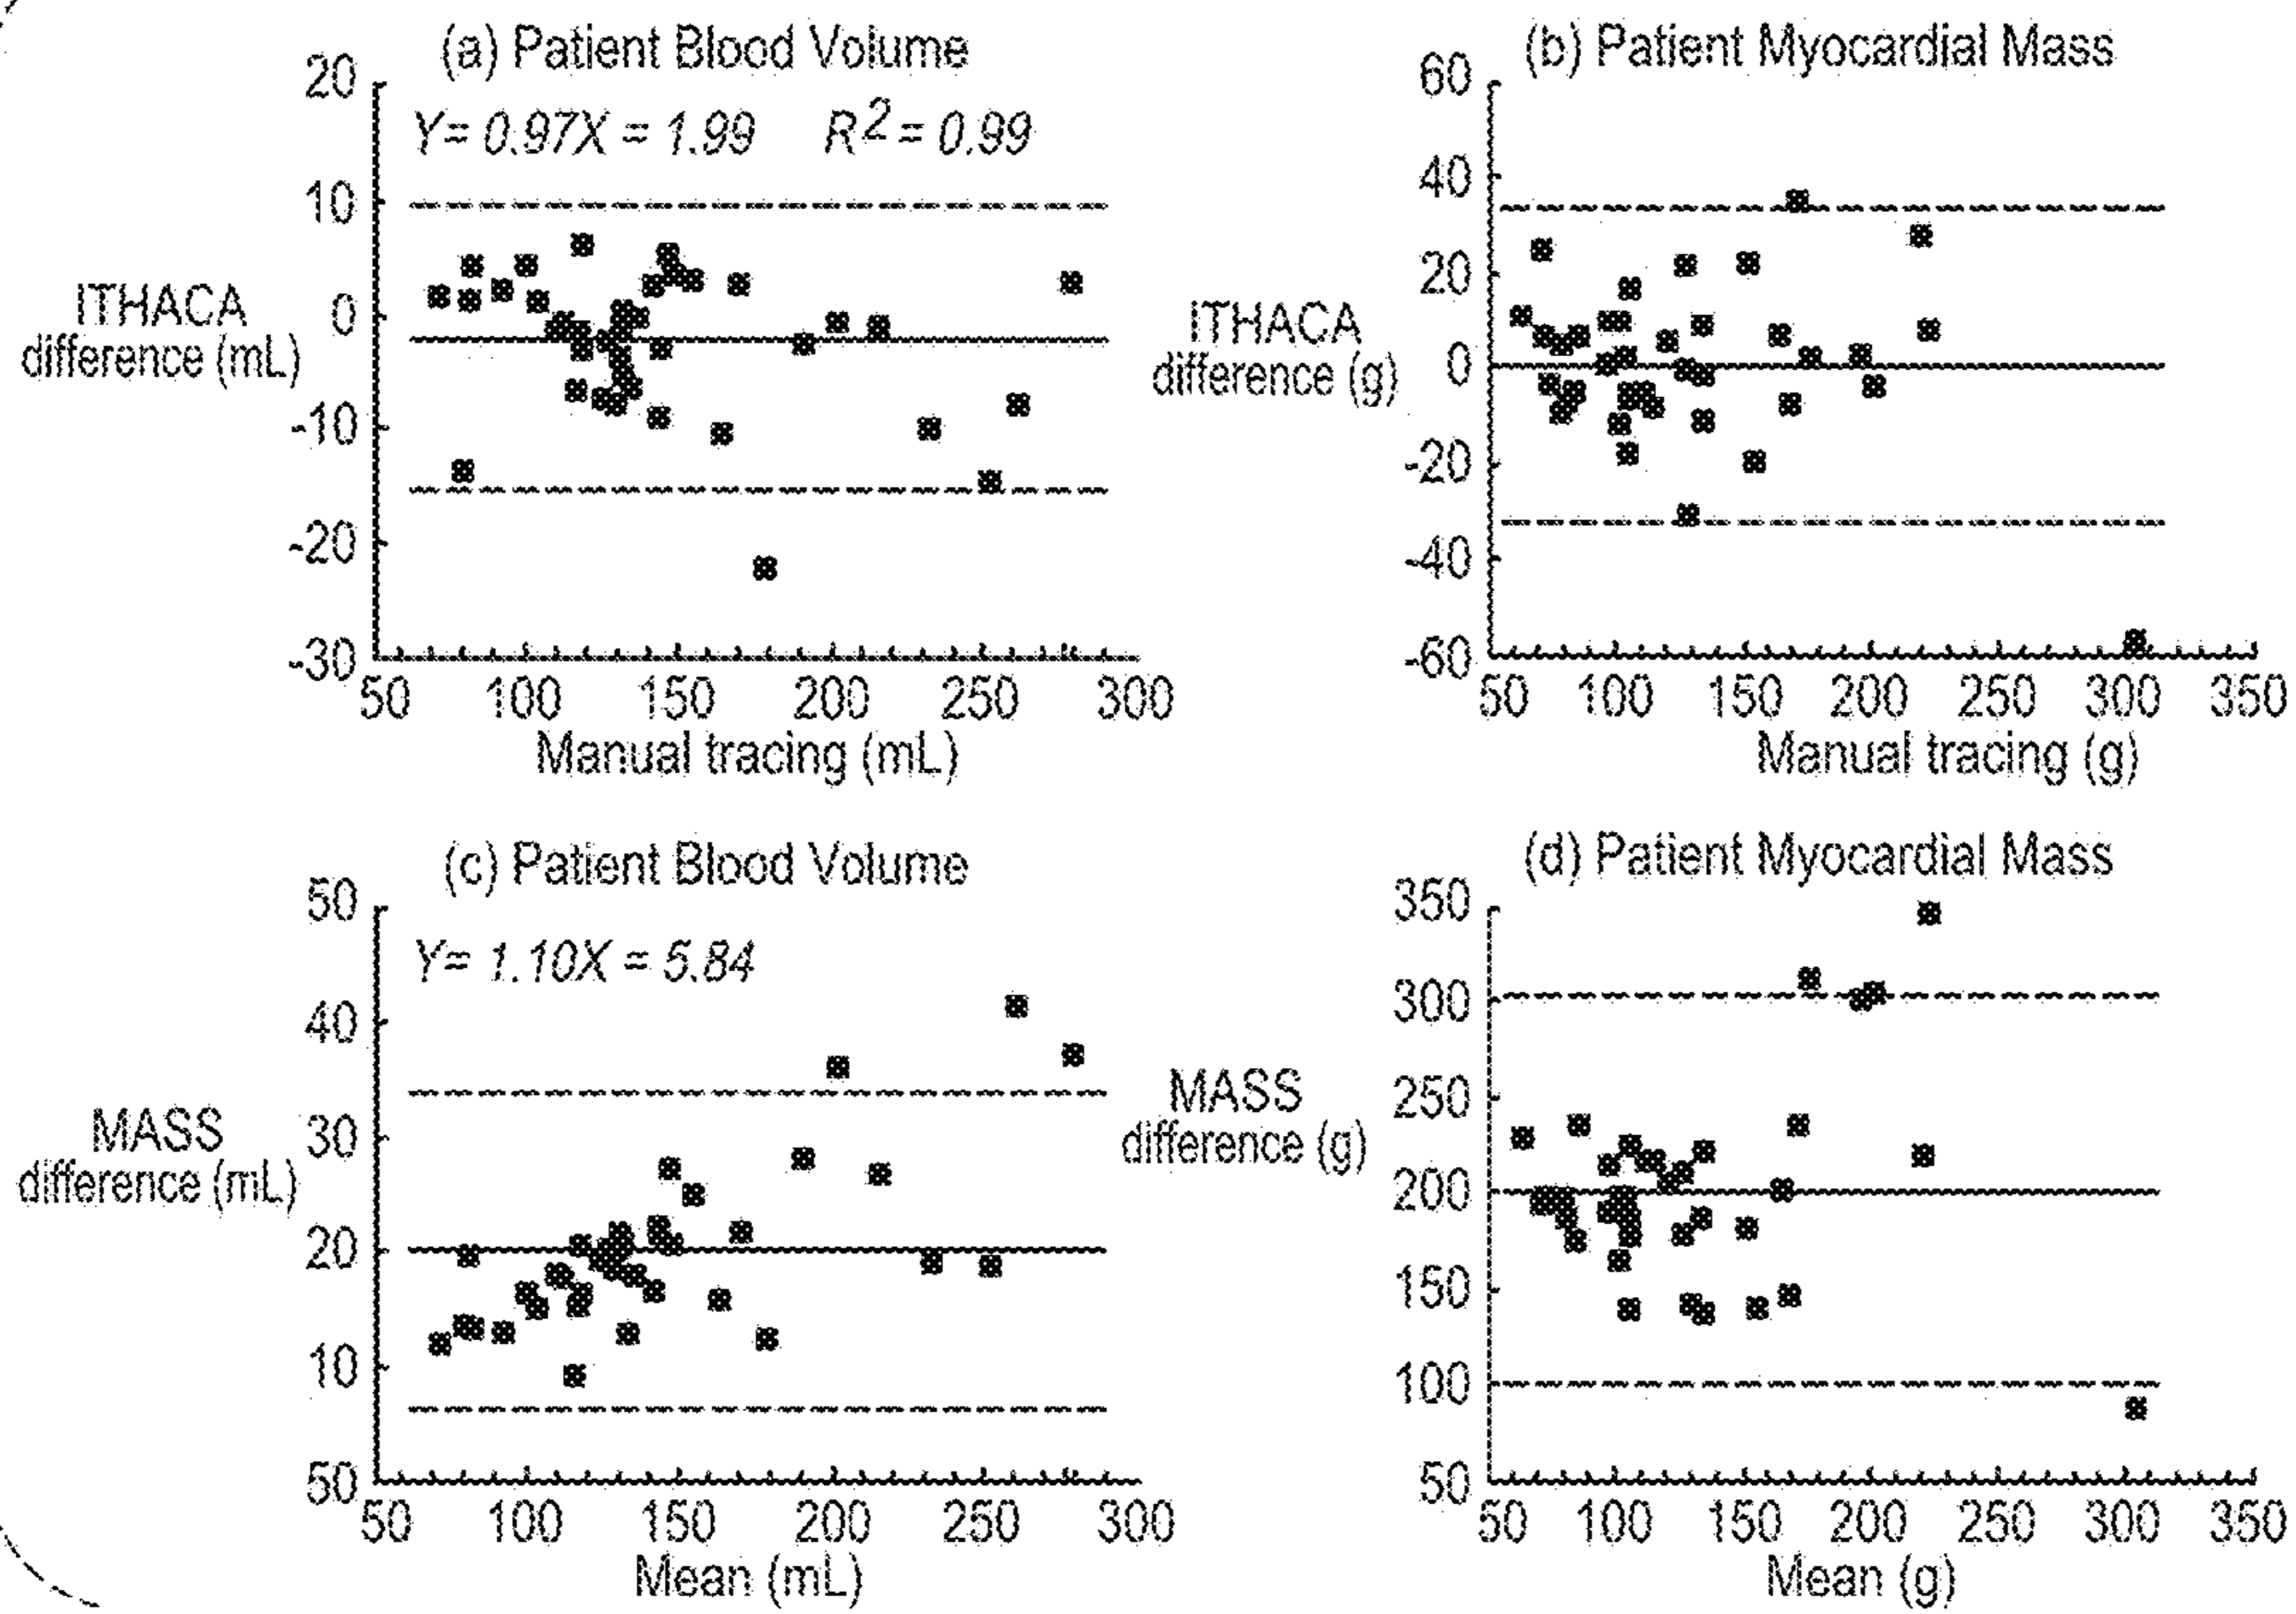 (a) Patient Blood Volume
20
10
0
-10
-20
-30
Y= 0.97X = 1.99 R2 = 0.99
ITHACA
difference (mL)
50 100 150 200 250 300
Manual tracing (mL)
(b) Patient Myocardial Mass
60
40
20
0
-20
-40
-60
ITHACA
difference (g)
50 100 150 200 250 300 350
Manual tracing (g)
(c) Patient Blood Volume
50
40
30
20
10
50
Y= 1.10X = 5.84
MASS
difference (mL)
50 100 150 200 250 300
Mean (mL)
(d) Patient Myocardial Mass
350
300
250
200
150
100
50
MASS
difference (g)
50 100 150 200 250 300 350
Mean (g)